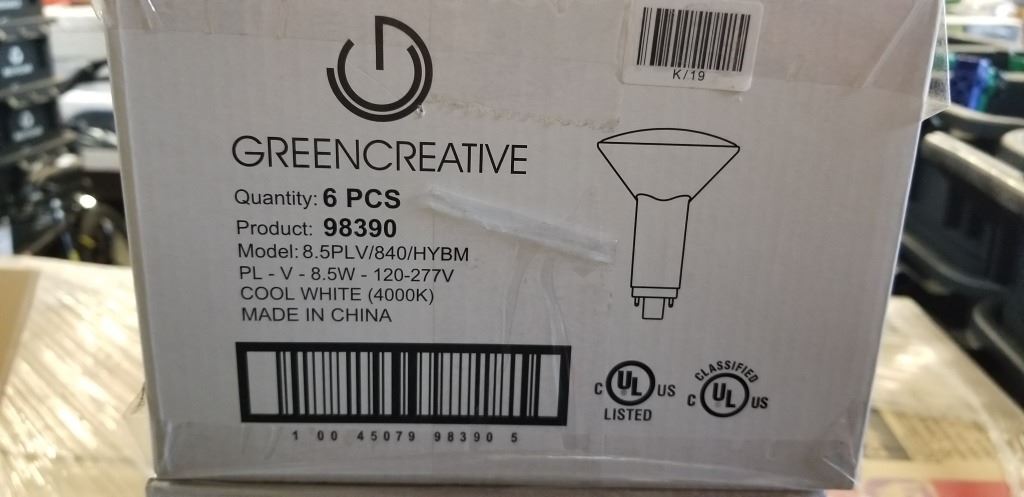 K/19
GREENCREATIVE
Quantity: 6 PCS
Product: 98390
Model: 8.5PLV/840/HYBM
PL - V - 8.5W - 120-277V
COOL WHITE (4000K)
MADE IN CHINA
1 00 45079 98390 5
C UL US
LISTED
CLASSIFIED
C UL US